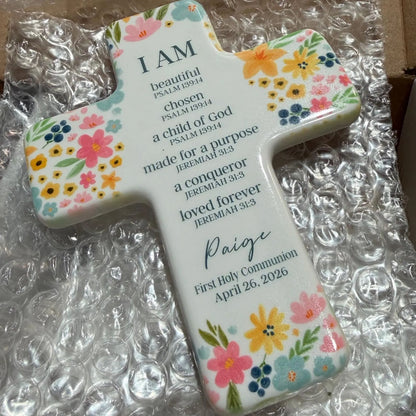 I AM
beautiful
PSALM 139:14
chosen
PSALM 139:14
a child of God
PSALM 139:14
made for a purpose
JEREMIAH 31:3
a conqueror
JEREMIAH 31:3
loved forever
JEREMIAH 31:3
Paige
First Holy Communion
April 26, 2026